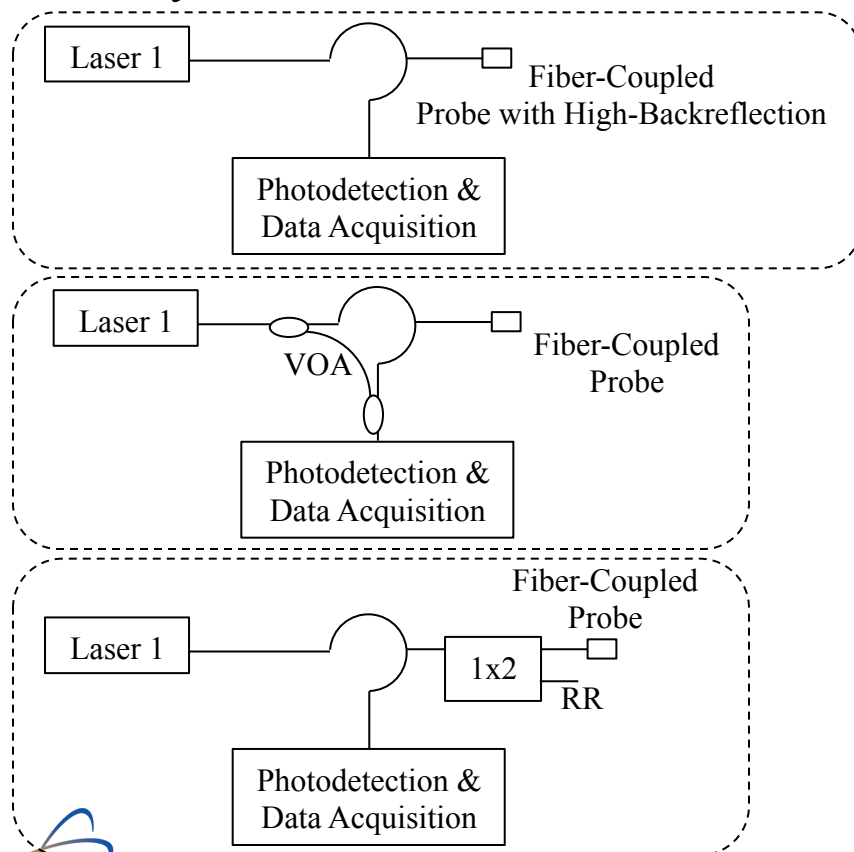 Laser 1
Fiber-Coupled
Probe with High-Backreflection
Photodetection &
Data Acquisition
Laser 1
VOA
Fiber-Coupled
Probe
Photodetection &
Data Acquisition
Fiber-Coupled
Probe
Laser 1
1x2
RR
Photodetection &
Data Acquisition